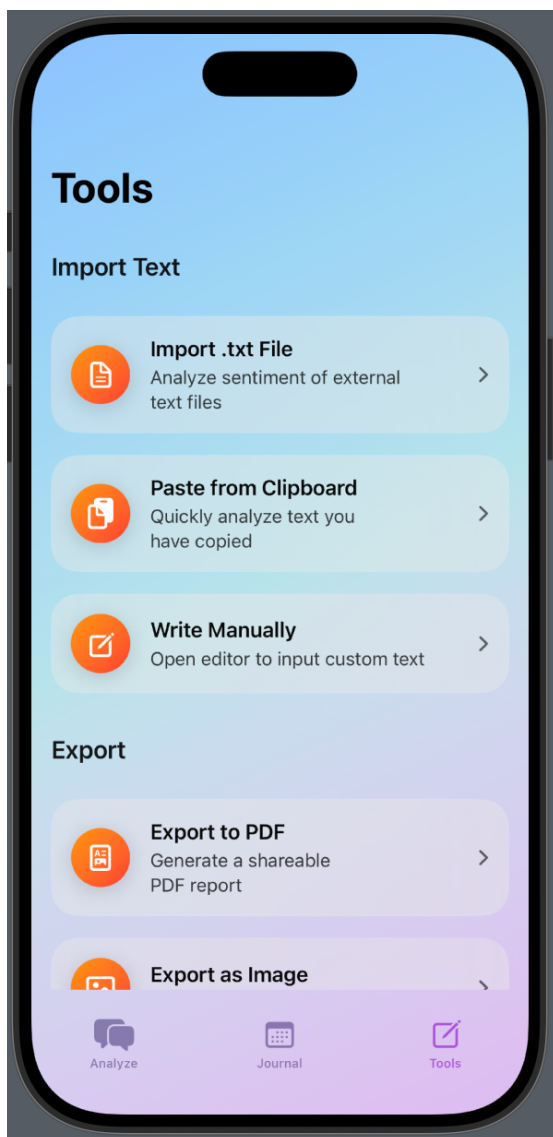 Tools
Import Text
Import .txt File
Analyze sentiment of external
text files
Paste from Clipboard
Quickly analyze text you
have copied
Write Manually
Open editor to input custom text
Export
Export to PDF
Generate a shareable
PDF report
Export as Image
Analyze
Journal
Tools